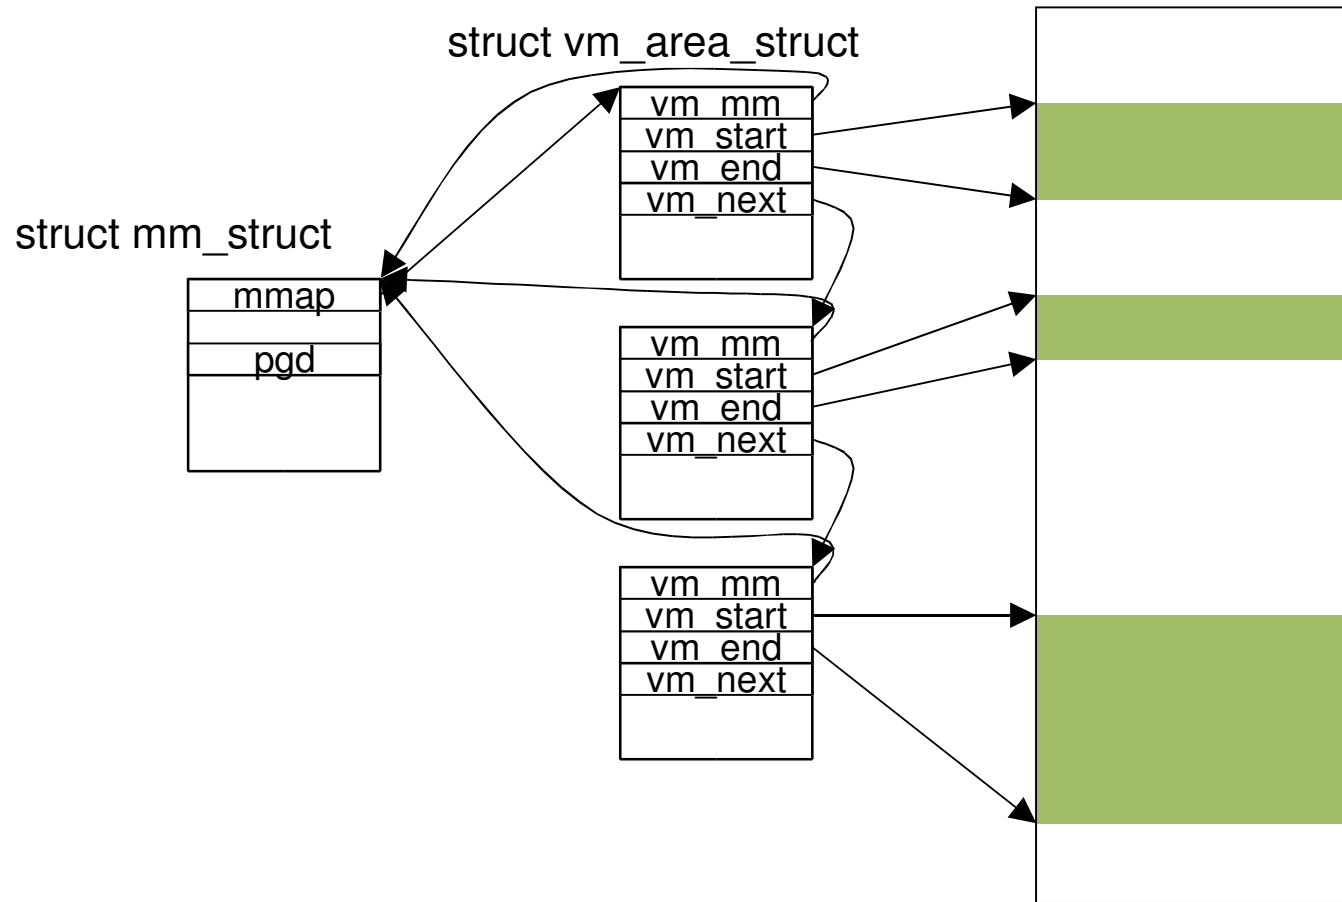 struct vm_area_struct
vm_mm
vm_start
vm_end
vm_next
struct mm_struct
mmap
pgd
vm_mm
vm_start
vm_end
vm_next
vm_mm
vm_start
vm_end
vm_next